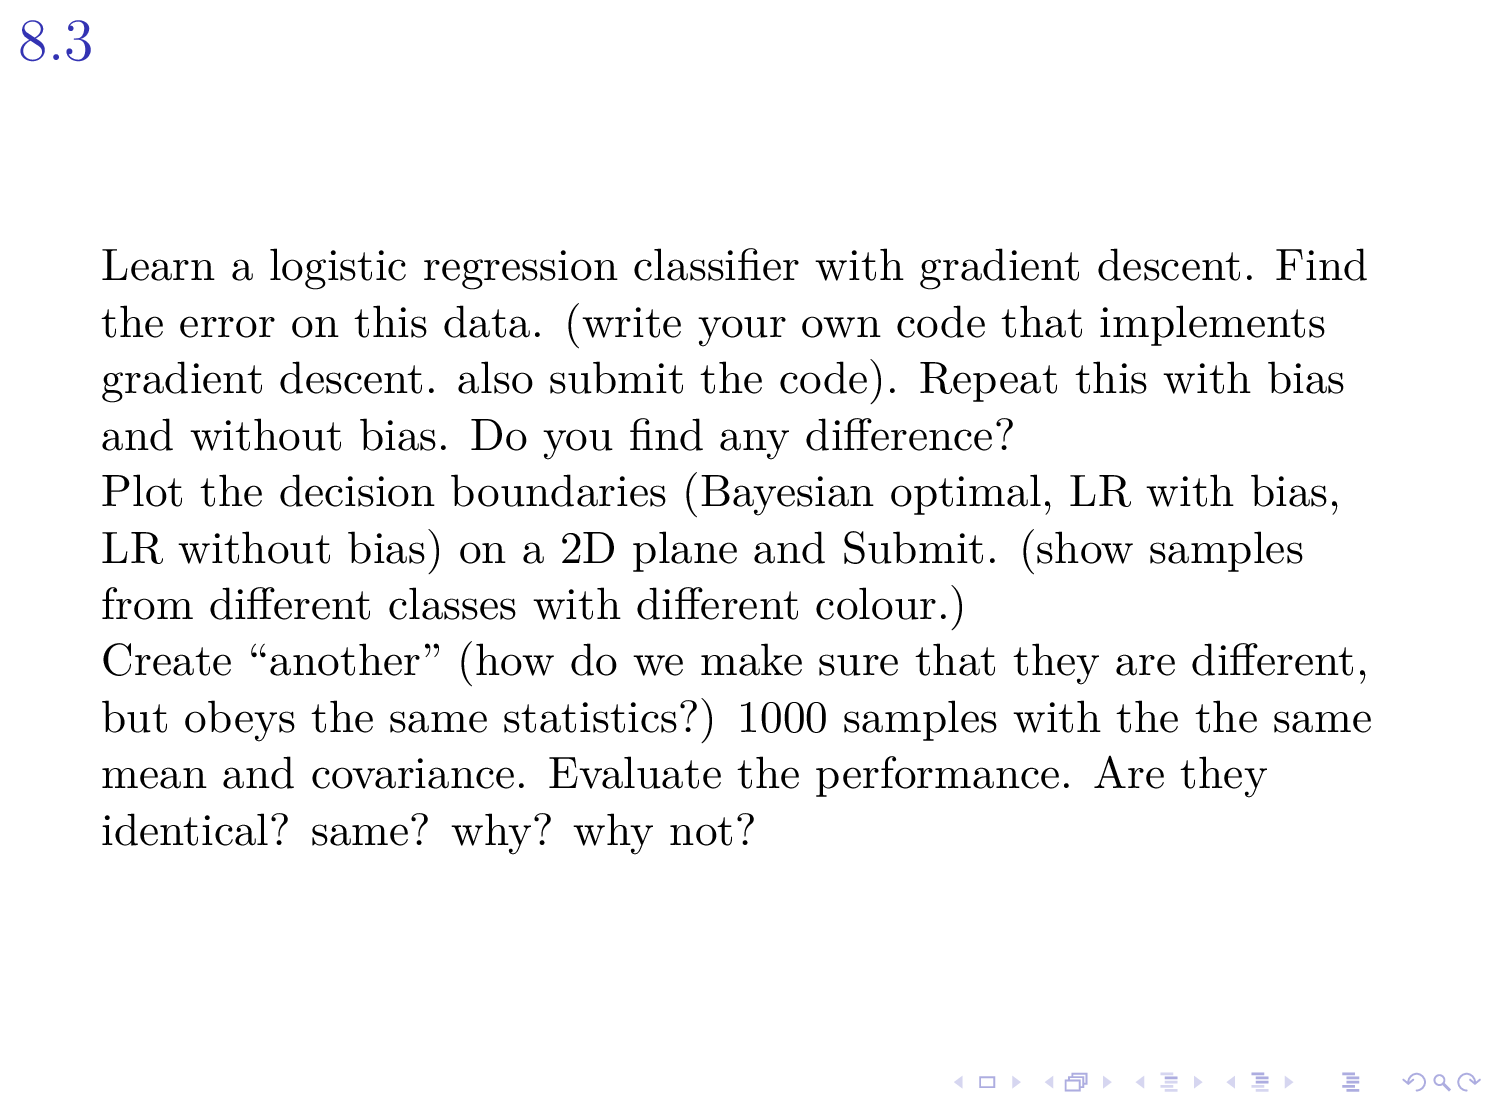 8.3
Learn a logistic regression classifier with gradient descent. Find
the error on this data. (write your own code that implements
gradient descent. also submit the code). Repeat this with bias
and without bias. Do you find any difference?
Plot the decision boundaries (Bayesian optimal, LR with bias,
LR without bias) on a 2D plane and Submit. (show samples
from different classes with different colour.)
Create “another” (how do we make sure that they are different,
but obeys the same statistics?) 1000 samples with the the same
mean and covariance. Evaluate the performance. Are they
identical? same? why? why not?